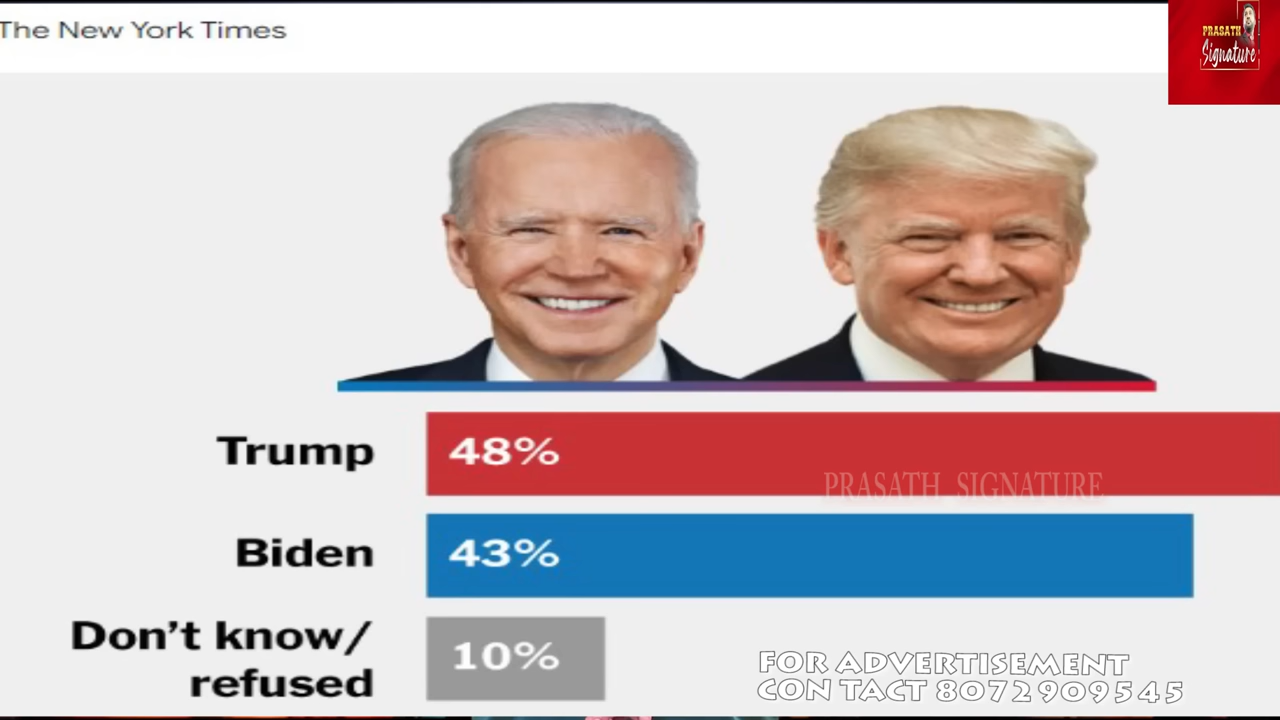 The New York Times
PRASATH
Signature
Trump
48%
PRASATH SIGNATURE
Biden
43%
Don't know/
refused
10%
FOR ADVERTISEMENT
CON TACT 8072909545